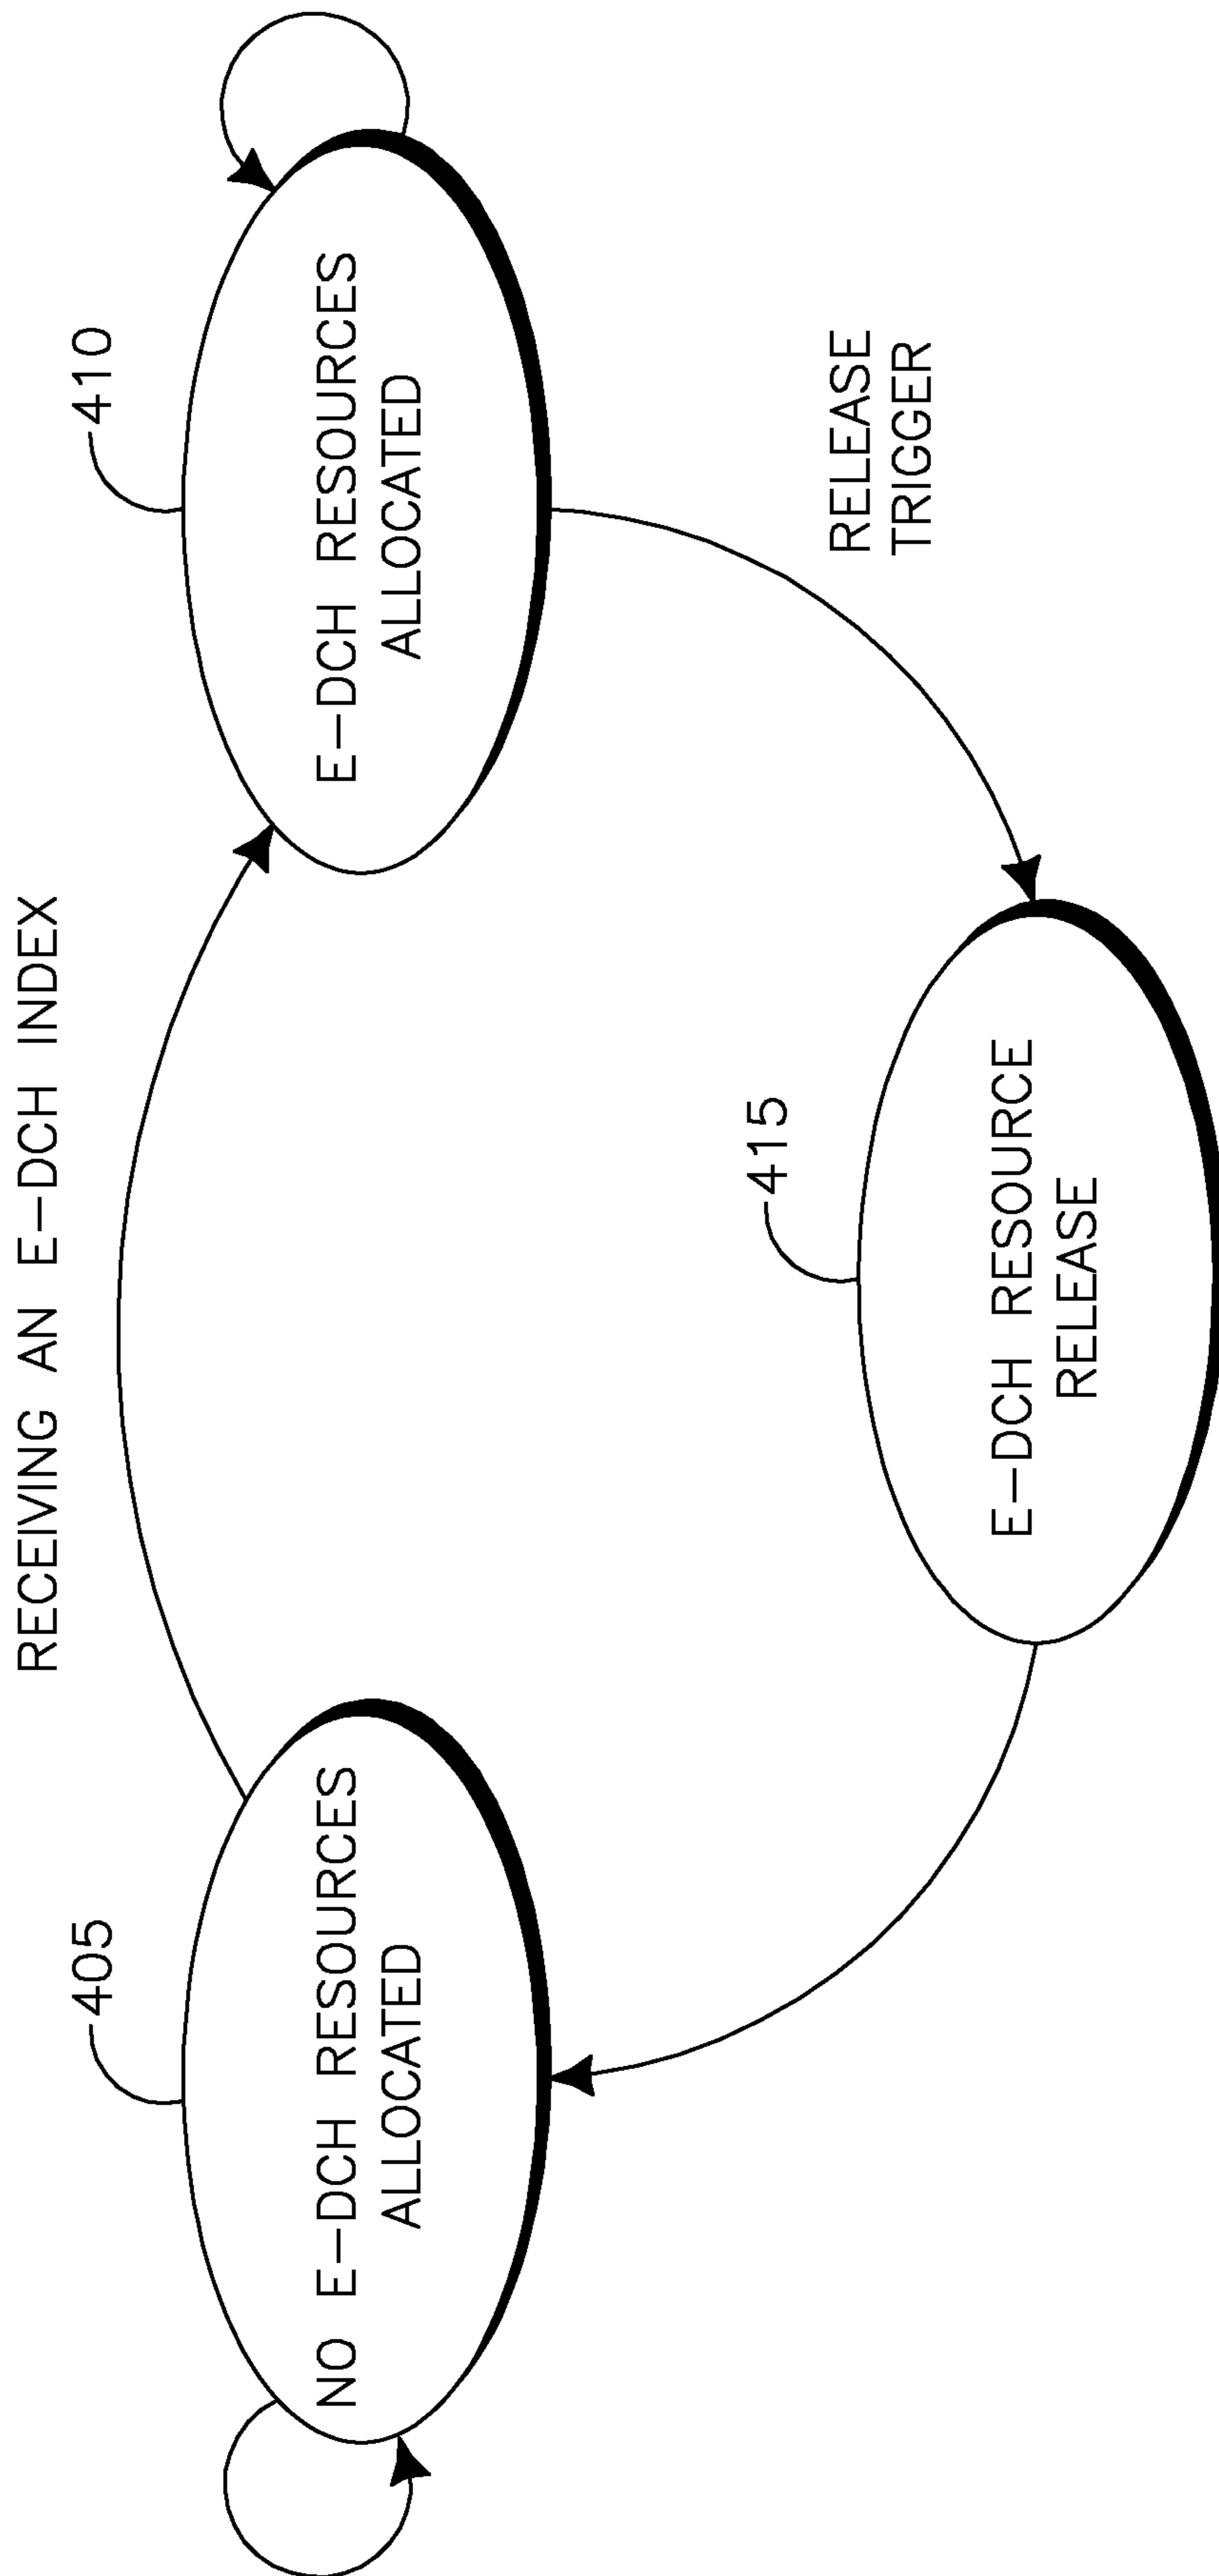 RECEIVING AN E-DCH INDEX
405
410
NO E-DCH RESOURCES
ALLOCATED
E-DCH RESOURCES
ALLOCATED
415
RELEASE
TRIGGER
E-DCH RESOURCE
RELEASE